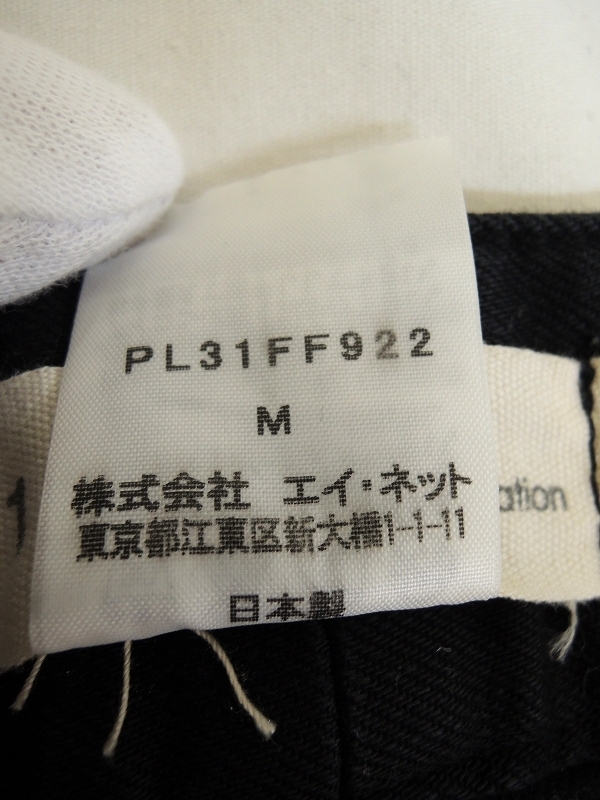 PL31FF922
M
株式会社 エイ・ネット
東京都江東区新大橋1-1-11
日本製
1
ation